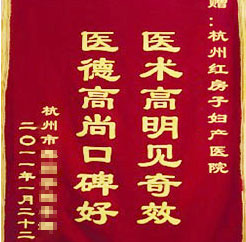 赠：杭州红房子妇产医院
医术高明见奇效
医德高尚口碑好
杭州市
二〇一一年一月二十二